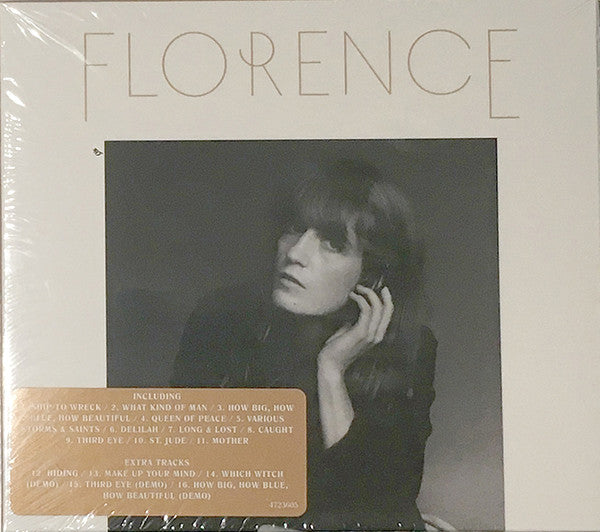 FLORENCE
INCLUDING
SHIP TO WRECK / 2. WHAT KIND OF MAN / 3. HOW BIG, HOW
BLUE, HOW BEAUTIFUL / 4. QUEEN OF PEACE / 5. VARIOUS
STORMS & SAINTS / 6. DELILAH / 7. LONG & LOST / 8. CAUGHT
9. THIRD EYE / 10. ST. JUDE / 11. MOTHER
EXTRA TRACKS
12. HIDING / 13. MAKE UP YOUR MIND / 14. WHICH WITCH
(DEMO) / 15. THIRD EYE (DEMO) / 16. HOW BIG, HOW BLUE,
HOW BEAUTIFUL (DEMO)
4723605